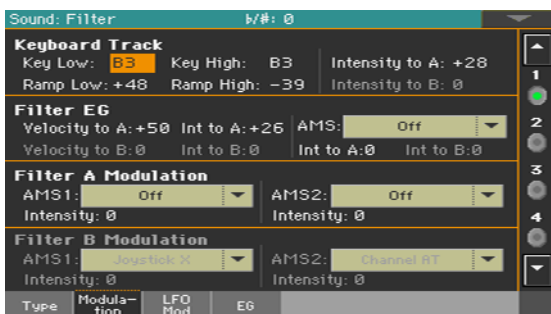 Sound: Filter ♭/#: 0
Keyboard Track
Key Low: B3 Key High: B3 Intensity to A: +28
Ramp Low: +48 Ramp High: -39 Intensity to B: 0
Filter EG
Velocity to A:+50 Int to A:+26 AMS: Off
Velocity to B:0 Int to B:0 Int to A:0 Int to B:0
Filter A Modulation
AMS1: Off AMS2: Off
Intensity: 0 Intensity: 0
Filter B Modulation
AMS1: Joystick X AMS2: Channel AT
Intensity: 0 Intensity: 0
Type Modula-tion LFO Mod EG
1
2
3
4